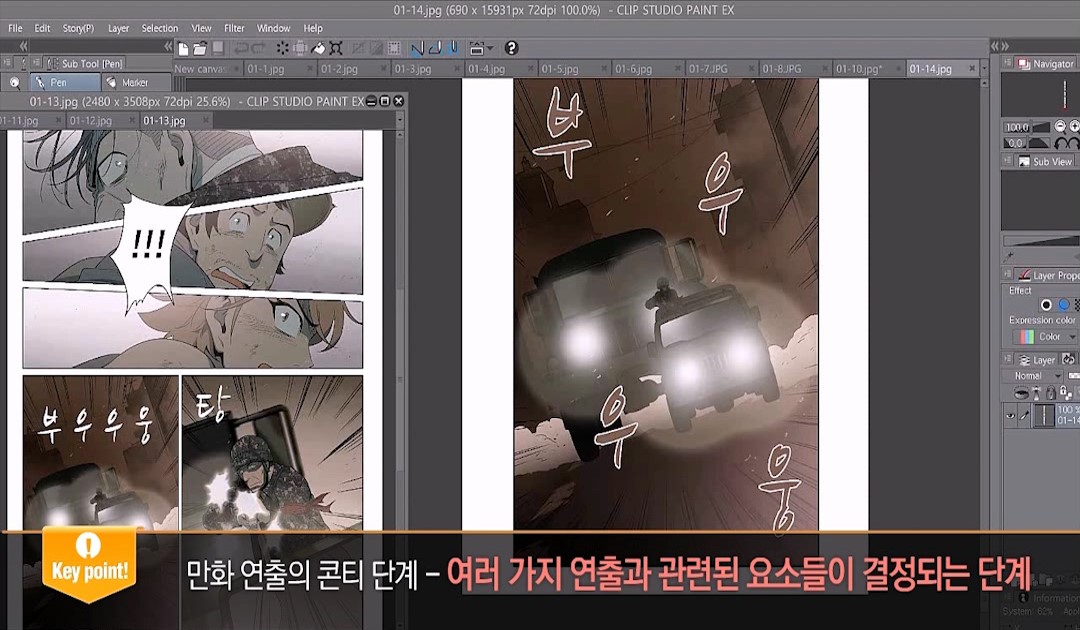 01-14.jpg (690 x 15931px 72dpi 100.0%) - CLIP STUDIO PAINT EX
File Edit Story(P) Layer Selection View Filter Window Help
Sub Tool [Pen]
Pen Marker
New canvas 01-1.jpg 01-2.jpg 01-3.jpg 01-4.jpg 01-5.jpg 01-6.jpg 01-7.JPG 01-8.JPG 01-10.jpg* 01-14.jpg
01-13.jpg (2480 x 3508px 72dpi 25.6%) - CLIP STUDIO PAINT EX
01-11.jpg 01-12.jpg 01-13.jpg
!!!
부우우웅
탕
부
우
우
웅
Navigator
100.0
0.0
Sub View
Layer Prope
Effect
Expression color
Color
Layer
Normal
100 %
01-14
Information
System: 62%
Key point!
만화 연출의 콘티 단계 – 여러 가지 연출과 관련된 요소들이 결정되는 단계